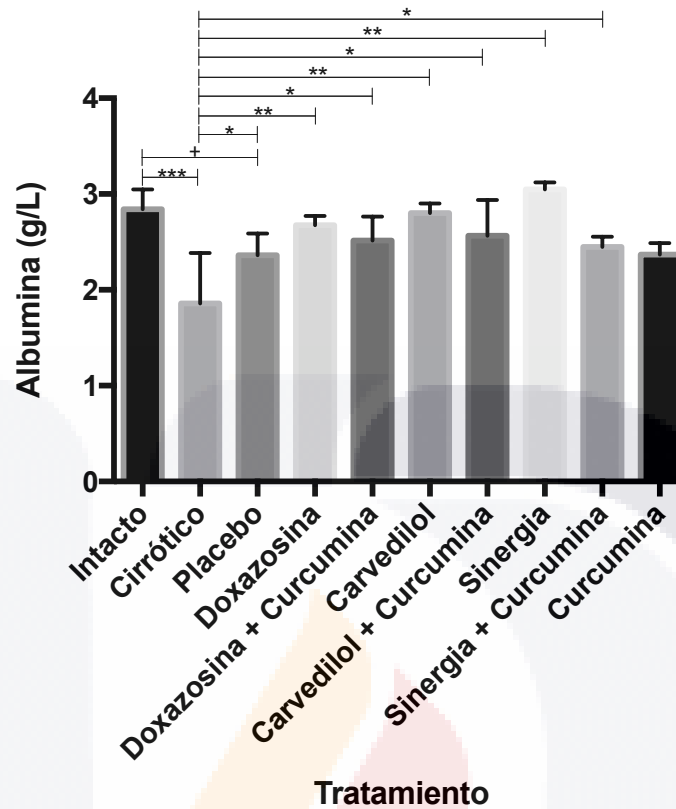 *
**
*
**
*
**
*
+
***
Albumina (g/L)
4
3
2
1
0
Intacto
Cirrótico
Placebo
Doxazosina
Doxazosina + Curcumina
Carvedilol
Carvedilol + Curcumina
Sinergia
Sinergia + Curcumina
Curcumina
Tratamiento